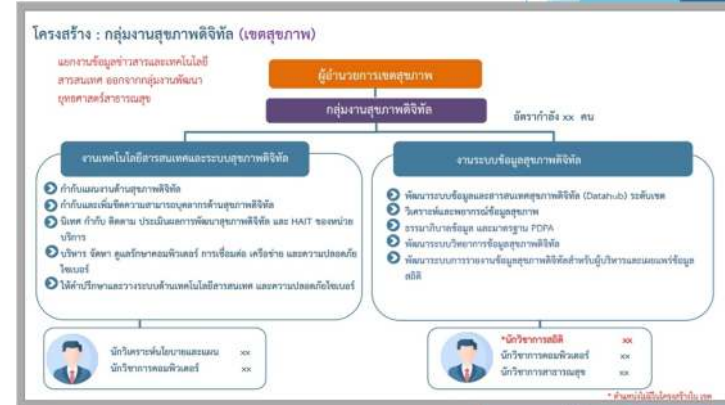 โครงสร้าง : กลุ่มงานสุขภาพดิจิทัล (เขตสุขภาพ)
แยกงานข้อมูลข่าวสารและเทคโนโลยี
สารสนเทศ ออกจากกลุ่มงานพัฒนา
ยุทธศาสตร์สาธารณสุข
ผู้อำนวยการเขตสุขภาพ
กลุ่มงานสุขภาพดิจิทัล
อัตรากำลัง xx คน
งานเทคโนโลยีสารสนเทศและระบบสุขภาพดิจิทัล
กำกับแผนงานด้านสุขภาพดิจิทัล
กำกับและเพิ่มขีดความสามารถบุคลากรด้านสุขภาพดิจิทัล
นิเทศ กำกับ ติดตาม ประเมินผลการพัฒนาสุขภาพดิจิทัล และ HAIT ของหน่วย
บริการ
บริหาร จัดหา ดูแลรักษาคอมพิวเตอร์ การเชื่อมต่อ เครือข่าย และความปลอดภัย
ไซเบอร์
ให้คำปรึกษาและวางระบบด้านเทคโนโลยีสารสนเทศ และความปลอดภัยไซเบอร์
นักวิเคราะห์นโยบายและแผน xx
นักวิชาการคอมพิวเตอร์ xx
งานระบบข้อมูลสุขภาพดิจิทัล
พัฒนาระบบข้อมูลและสารสนเทศสุขภาพดิจิทัล (Datahub) ระดับเขต
วิเคราะห์และพยากรณ์ข้อมูลสุขภาพ
ธรรมาภิบาลข้อมูล และมาตรฐาน PDPA
พัฒนาระบบวิทยาการข้อมูลสุขภาพดิจิทัล
พัฒนาระบบการรายงานข้อมูลสุขภาพดิจิทัลสำหรับผู้บริหารและเผยแพร่ข้อมูล
สถิติ
*นักวิชาการสถิติ xx
นักวิชาการคอมพิวเตอร์ xx
นักวิชาการสาธารณสุข xx